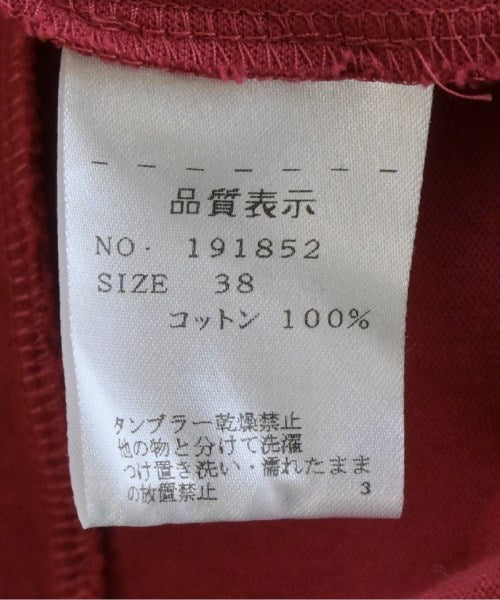 品質表示
NO. 191852
SIZE 38
コットン 100%
タンブラー乾燥禁止
他の物と分けて洗濯
つけ置き洗い・濡れたまま
の放置禁止 3